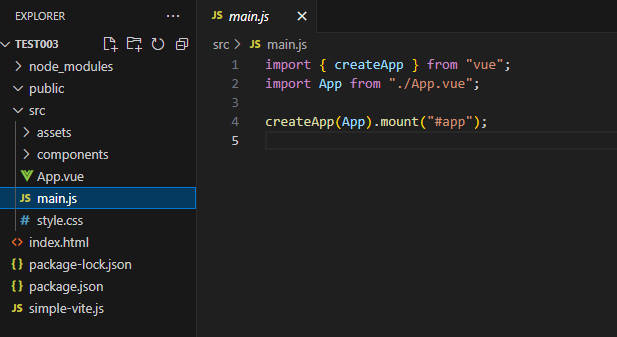 EXPLORER
TEST003
node_modules
public
src
assets
components
App.vue
JS main.js
# style.css
<> index.html
{} package-lock.json
{} package.json
JS simple-vite.js
JS main.js
src > JS main.js
1 import { createApp } from "vue";
2 import App from "./App.vue";
3
4 createApp(App).mount("#app");
5